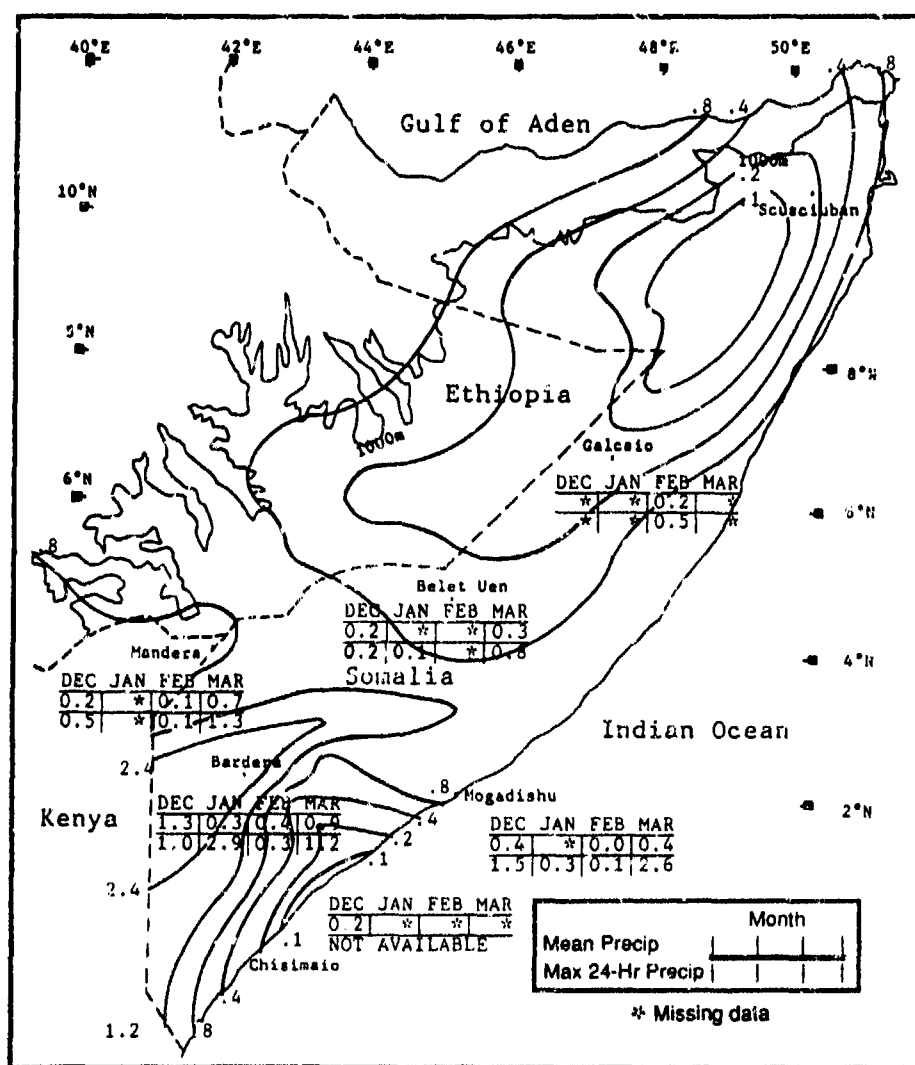 40°E 42°E 44°E 46°E 48°E 50°E
.8 .4 .4 .8
Gulf of Aden
1000m
10°N
.2
.1 Scusciuban
8°N
Ethiopia
1000m
Galcaio
6°N
DEC JAN FEB MAR
* * 0.2 *
* * 0.5 *
6°N
.8
Belet Uen
DEC JAN FEB MAR
0.2 * * 0.3
0.2 0.1 * 0.8
Mandera
4°N
Somalia
DEC JAN FEB MAR
0.2 * 0.1 0.7
0.5 * 0.1 1.3
Indian Ocean
2.4
Bardera
.8 Mogadishu
2°N
Kenya
DEC JAN FEB MAR
1.3 0.3 0.4 0.9
1.0 2.9 0.3 1.2
.4
.2
.1
DEC JAN FEB MAR
0.4 * 0.0 0.4
1.5 0.3 0.1 2.6
2.4
DEC JAN FEB MAR
0.2 * * *
NOT AVAILABLE
.1
Chisimaio
.4
1.2 .8
Month
Mean Precip
Max 24-Hr Precip
* Missing data